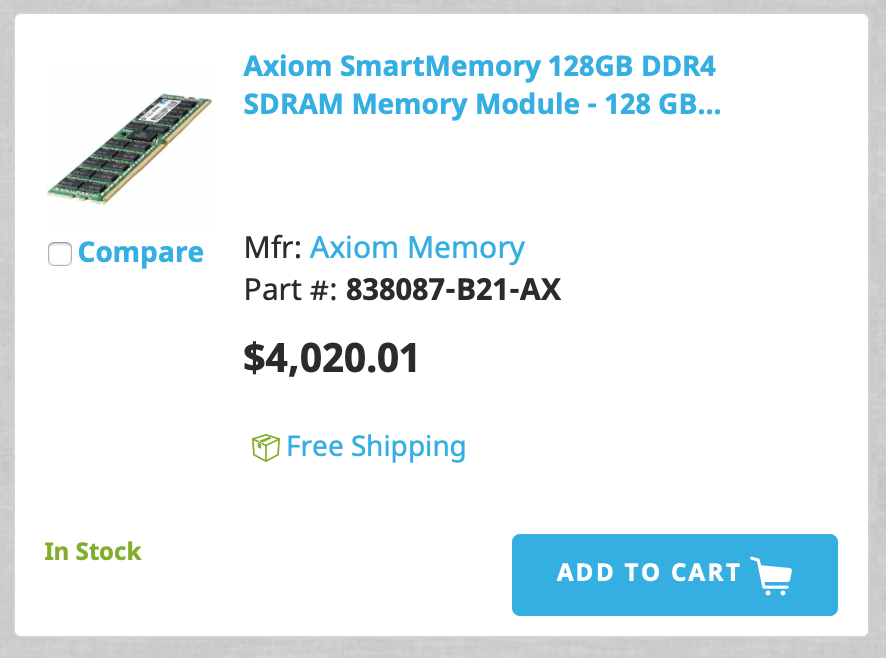 Axiom SmartMemory 128GB DDR4
SDRAM Memory Module - 128 GB...
Compare
Mfr: Axiom Memory
Part #: 838087-B21-AX
$4,020.01
Free Shipping
In Stock
ADD TO CART